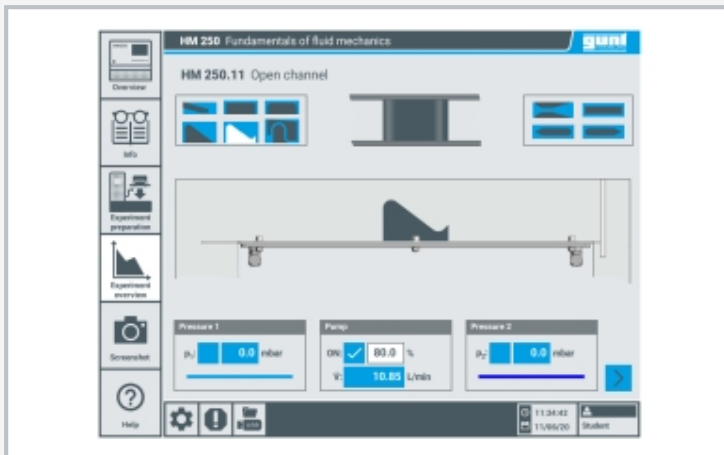 HM 250 Fundamentals of fluid mechanics
gunt
HM 250.11 Open channel
Overview
Info
Experiment
preparation
Experiment
overview
Screenshot
Help
Pressure 1
p₁: 0.0 mbar
Pump
ON: 80.0 %
V̇: 10.85 L/min
Pressure 2
p₂: 0.0 mbar
11:34:42
11/06/20
Student